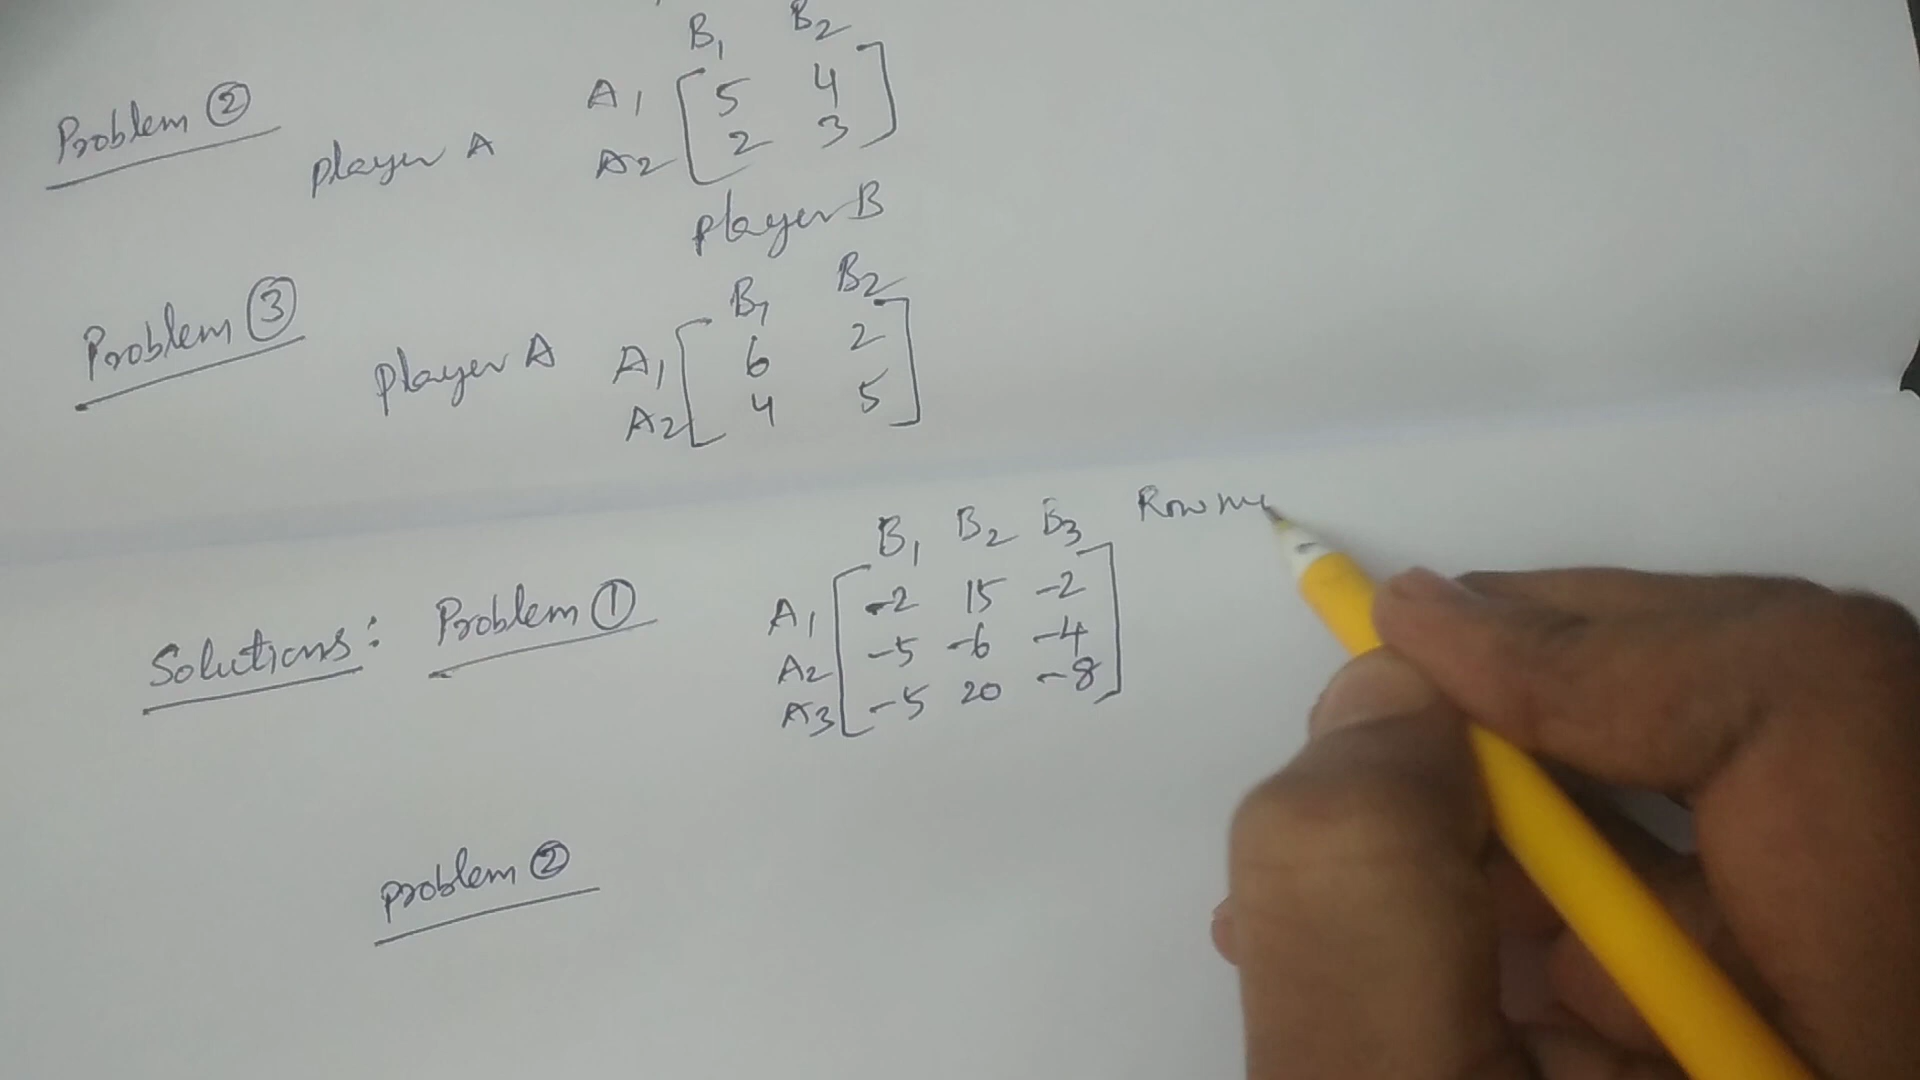 B1 B2
Problem ② player A A1 [5 4]
A2 [2 3]
player B
B1 B2
Problem ③ player A A1 [6 2]
A2 [4 5]
B1 B2 B3 Row
Solutions: Problem ① A1 [-2 15 -2]
A2 [-5 -6 -4]
A3 [-5 20 -8]
problem ②